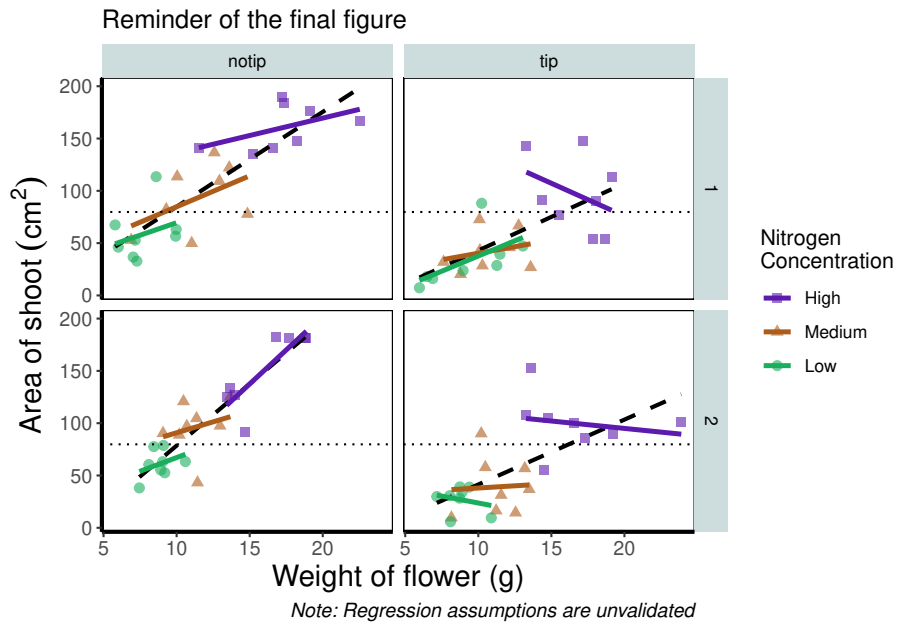 Reminder of the final figure
notip
tip
200
150
100
50
0
1
200
150
100
50
0
2
5
10
15
20
5
10
15
20
Area of shoot (cm²)
Weight of flower (g)
Note: Regression assumptions are unvalidated
Nitrogen
Concentration
High
Medium
Low